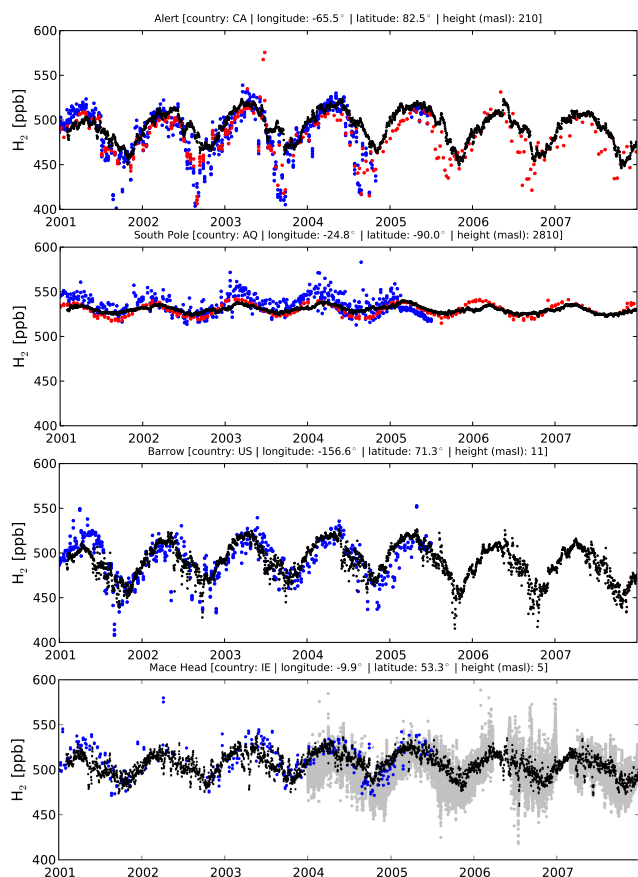 Alert [country: CA | longitude: -65.5° | latitude: 82.5° | height (masl): 210]
600
550
500
450
400
H₂ [ppb]
2001 2002 2003 2004 2005 2006 2007
South Pole [country: AQ | longitude: -24.8° | latitude: -90.0° | height (masl): 2810]
600
550
500
450
400
H₂ [ppb]
2001 2002 2003 2004 2005 2006 2007
Barrow [country: US | longitude: -156.6° | latitude: 71.3° | height (masl): 11]
600
550
500
450
400
H₂ [ppb]
2001 2002 2003 2004 2005 2006 2007
Mace Head [country: IE | longitude: -9.9° | latitude: 53.3° | height (masl): 5]
600
550
500
450
400
H₂ [ppb]
2001 2002 2003 2004 2005 2006 2007